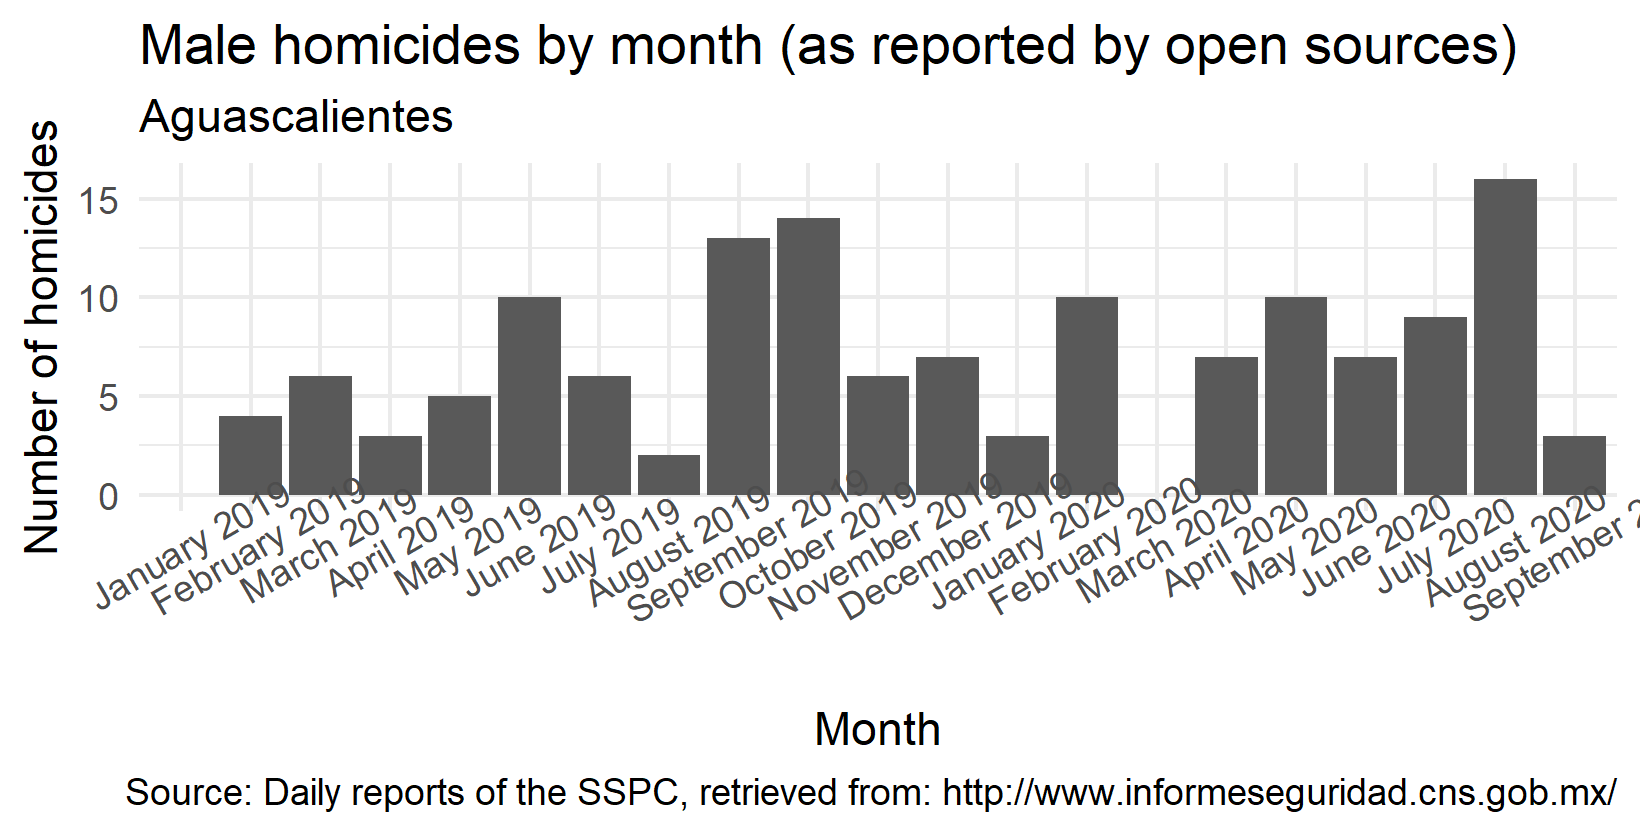 Male homicides by month (as reported by open sources)
Aguascalientes
Number of homicides
15
10
5
0
January 2019
February 2019
March 2019
April 2019
May 2019
June 2019
July 2019
August 2019
September 2019
October 2019
November 2019
December 2019
January 2020
February 2020
March 2020
April 2020
May 2020
June 2020
July 2020
August 2020
September 2
Month
Source: Daily reports of the SSPC, retrieved from: http://www.informeseguridad.cns.gob.mx/